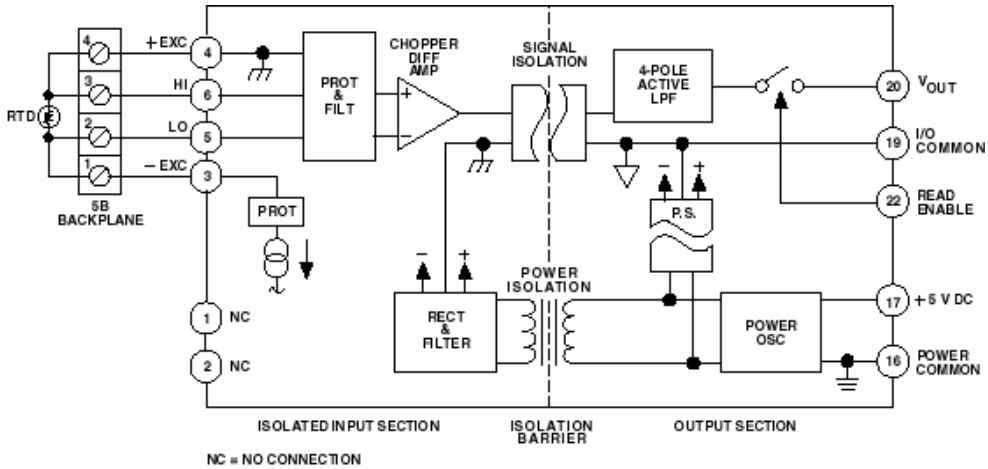 4
+EXC
4
3
HI
6
RTD
2
LO
5
1
− EXC
3
5B
BACKPLANE
PROT
&
FILT
CHOPPER
DIFF
AMP
+
−
SIGNAL
ISOLATION
4-POLE
ACTIVE
LPF
20
VOUT
19
I/O
COMMON
22
READ
ENABLE
PROT
− +
P.S.
− +
POWER
ISOLATION
RECT
&
FILTER
POWER
OSC
17
+5 V DC
16
POWER
COMMON
1
NC
2
NC
ISOLATED INPUT SECTION
ISOLATION
BARRIER
OUTPUT SECTION
NC = NO CONNECTION